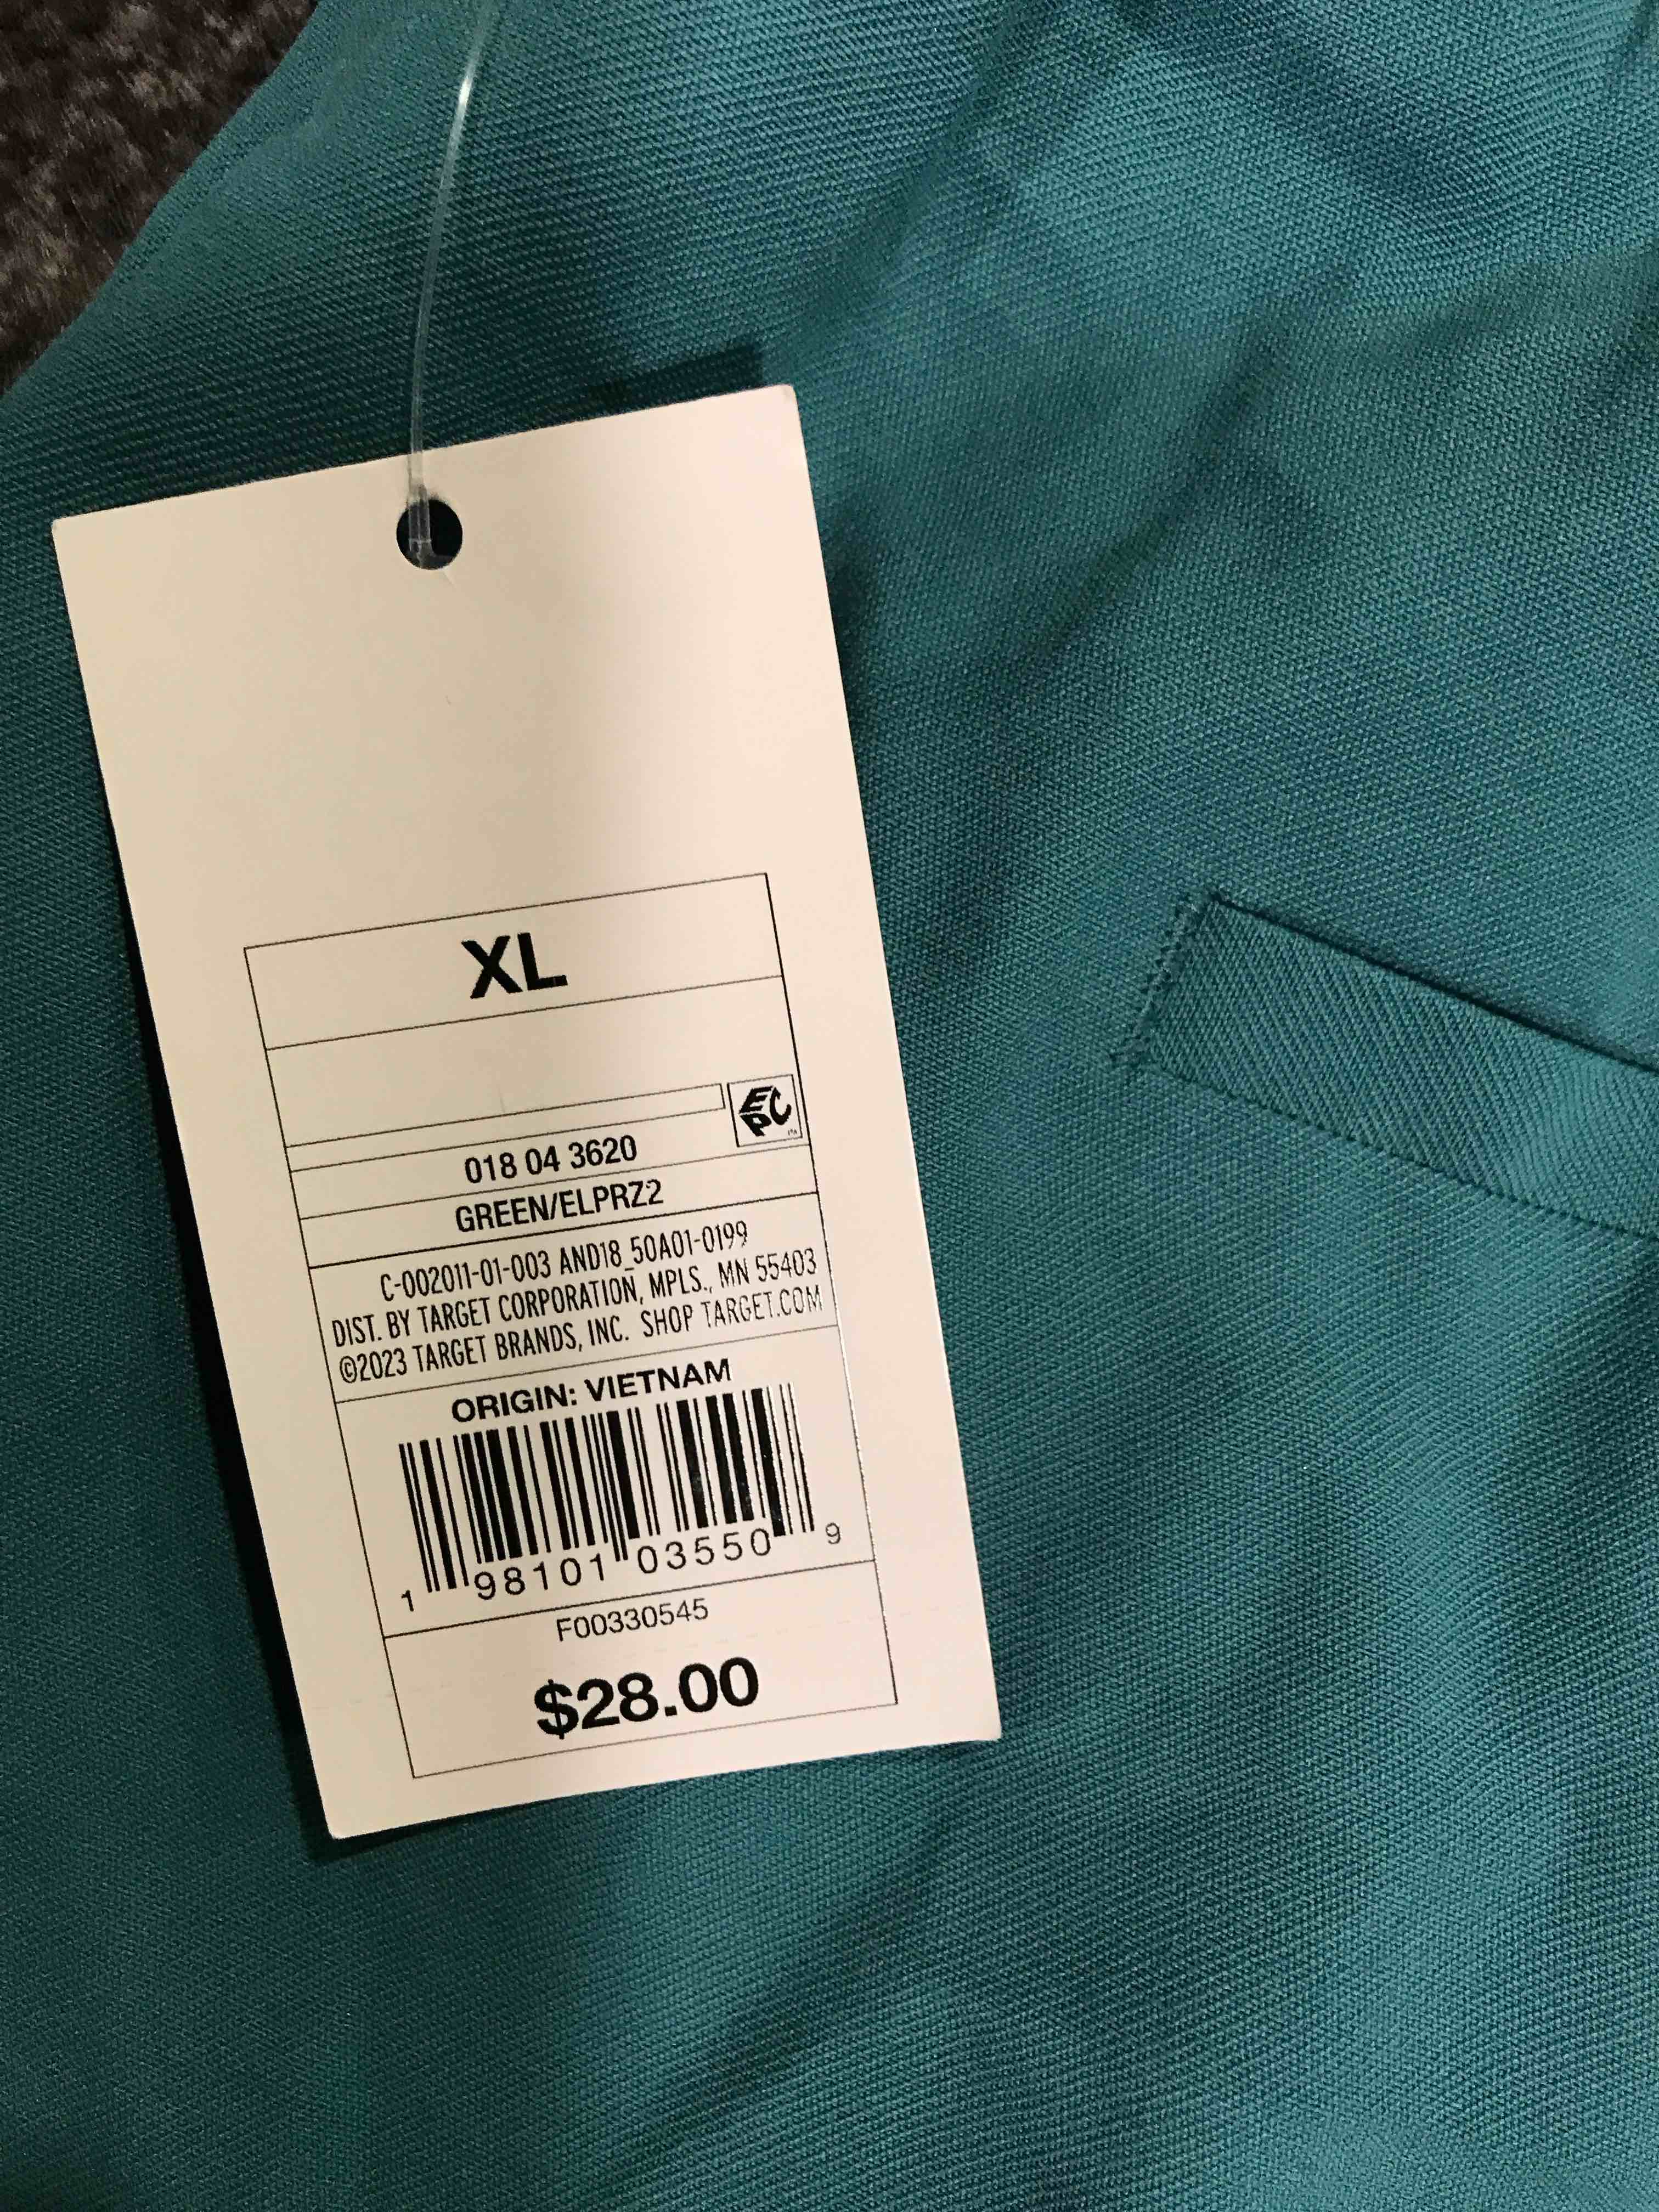 XL
EPC
018 04 3620
GREEN/ELPRZ2
C-002011-01-003 AND18_50A01-0199
DIST. BY TARGET CORPORATION, MPLS., MN 55403
©2023 TARGET BRANDS, INC. SHOP TARGET.COM
ORIGIN: VIETNAM
1 98101 03550 9
F00330545
$28.00